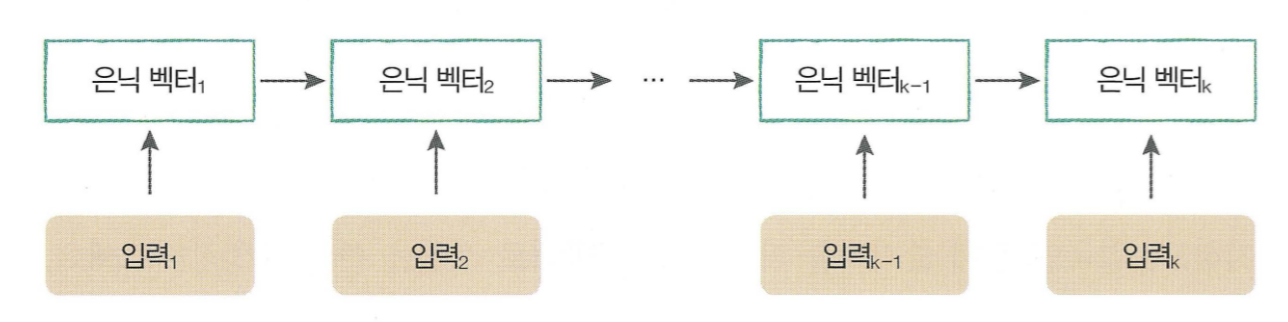 은닉 벡터1 은닉 벡터2 ... 은닉 벡터k-1 은닉 벡터k
입력1 입력2 입력k-1 입력k